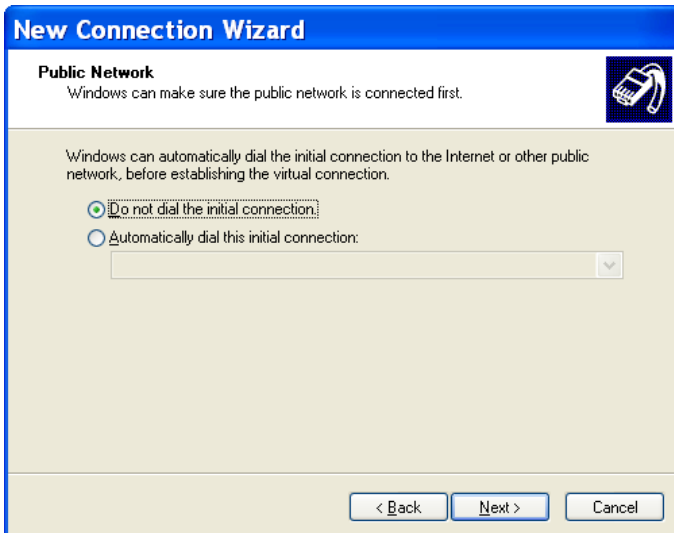 New Connection Wizard
Public Network
Windows can make sure the public network is connected first.
Windows can automatically dial the initial connection to the Internet or other public
network, before establishing the virtual connection.
Do not dial the initial connection.
Automatically dial this initial connection:
< Back Next > Cancel